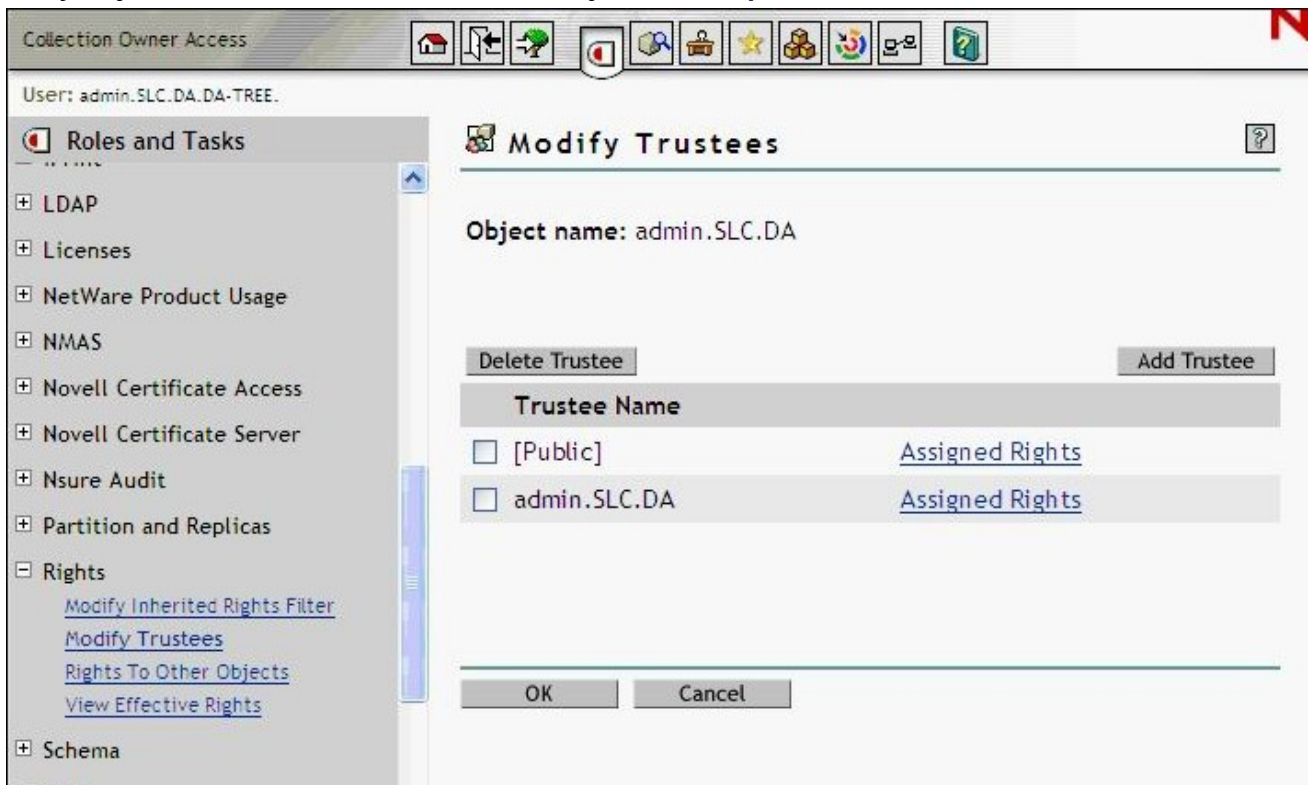 Collection Owner Access
N
User: admin.SLC.DA.DA-TREE.
Roles and Tasks
LDAP
Licenses
NetWare Product Usage
NMAS
Novell Certificate Access
Novell Certificate Server
Nsure Audit
Partition and Replicas
Rights
Modify Inherited Rights Filter
Modify Trustees
Rights To Other Objects
View Effective Rights
Schema
Modify Trustees
?
Object name: admin.SLC.DA
Delete Trustee Add Trustee
Trustee Name
[Public] Assigned Rights
admin.SLC.DA Assigned Rights
OK Cancel